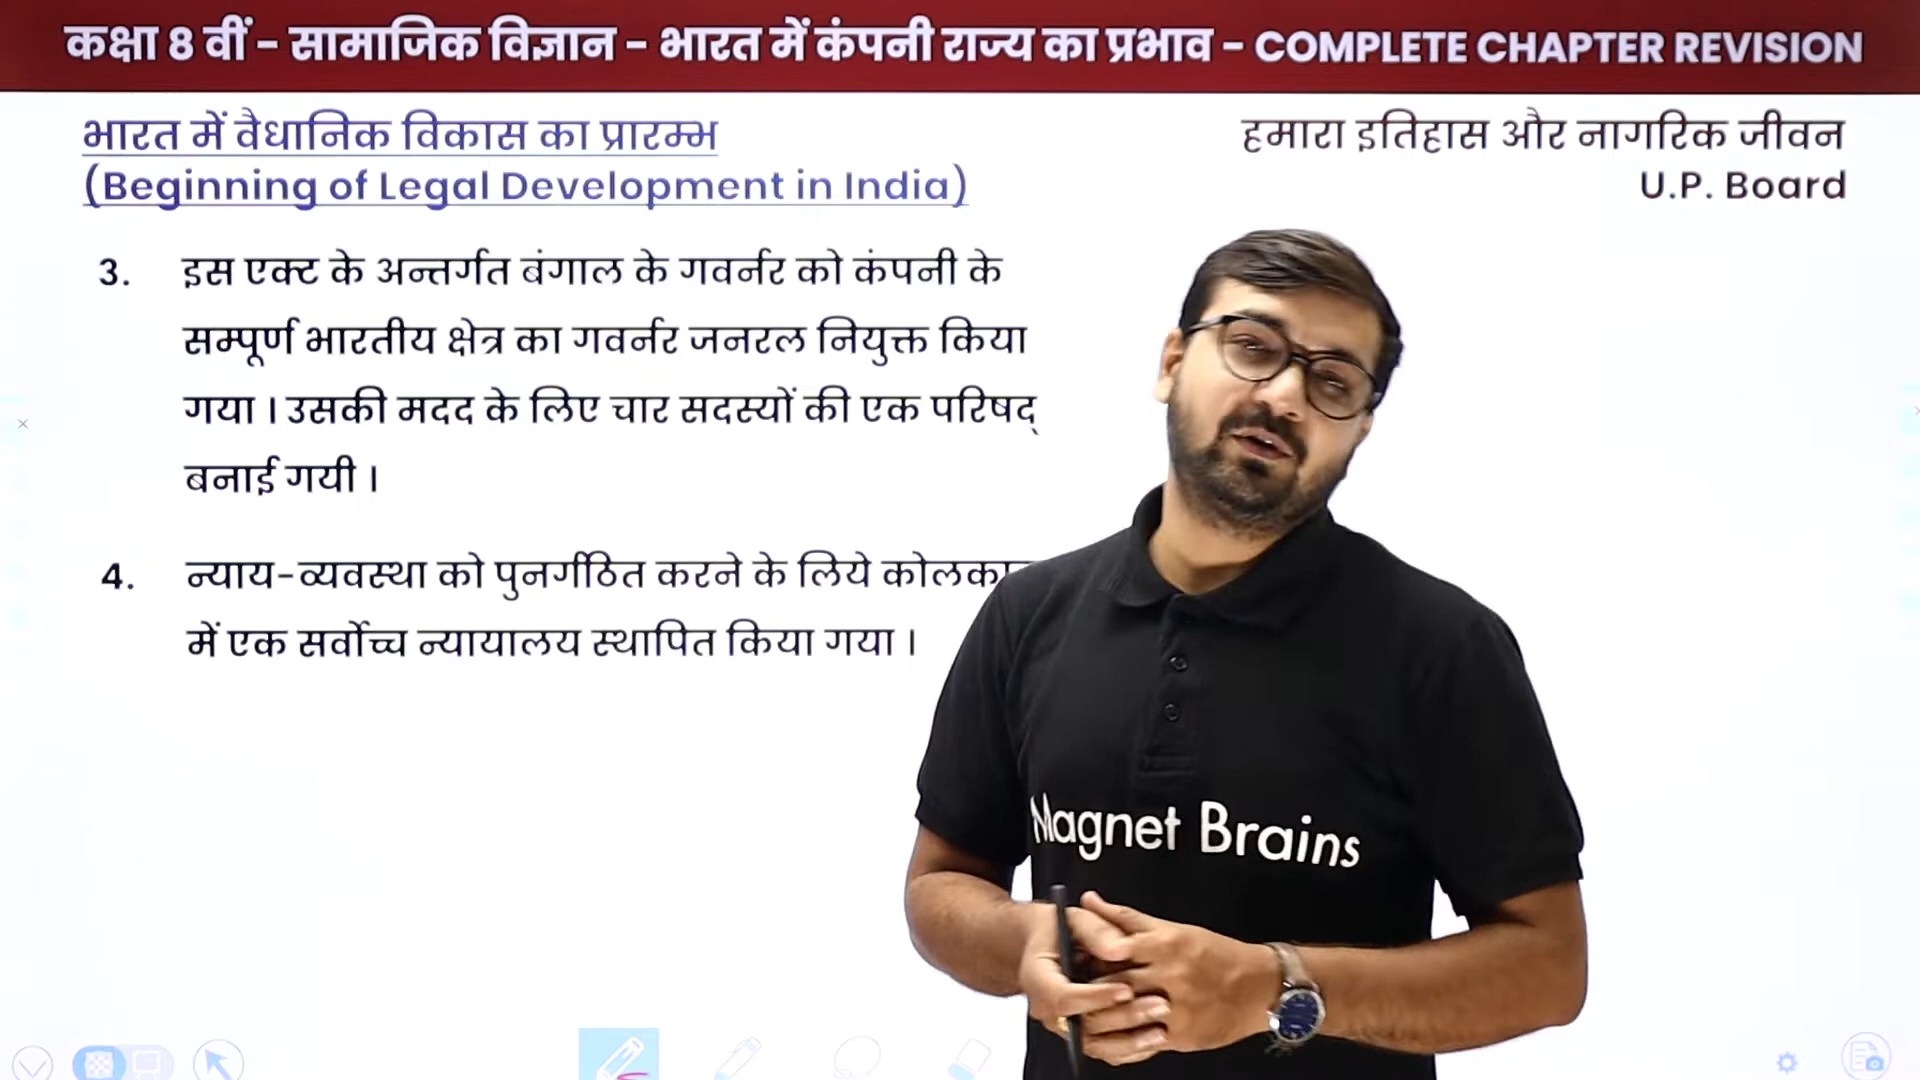 कक्षा 8 वीं - सामाजिक विज्ञान - भारत में कंपनी राज्य का प्रभाव - COMPLETE CHAPTER REVISION
भारत में वैधानिक विकास का प्रारम्भ
(Beginning of Legal Development in India)
हमारा इतिहास और नागरिक जीवन
U.P. Board
3. इस एक्ट के अन्तर्गत बंगाल के गवर्नर को कंपनी के
सम्पूर्ण भारतीय क्षेत्र का गवर्नर जनरल नियुक्त किया
गया । उसकी मदद के लिए चार सदस्यों की एक परिषद्
बनाई गयी ।
4. न्याय-व्यवस्था को पुनर्गठित करने के लिये
में एक सर्वोच्च न्यायालय स्थापित किया गया ।
Magnet Brains